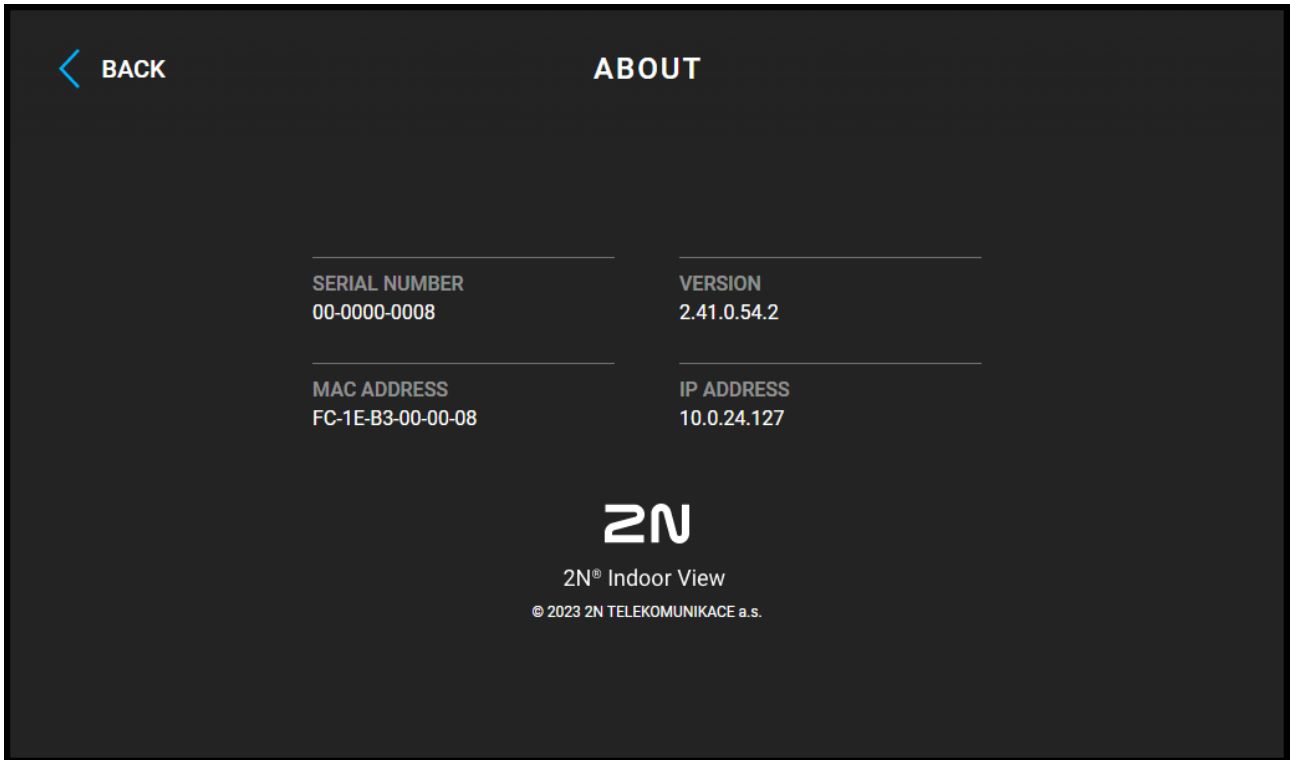 BACK
ABOUT
SERIAL NUMBER
00-0000-0008
VERSION
2.41.0.54.2
MAC ADDRESS
FC-1E-B3-00-00-08
IP ADDRESS
10.0.24.127
2N
2N® Indoor View
© 2023 2N TELEKOMUNIKACE a.s.